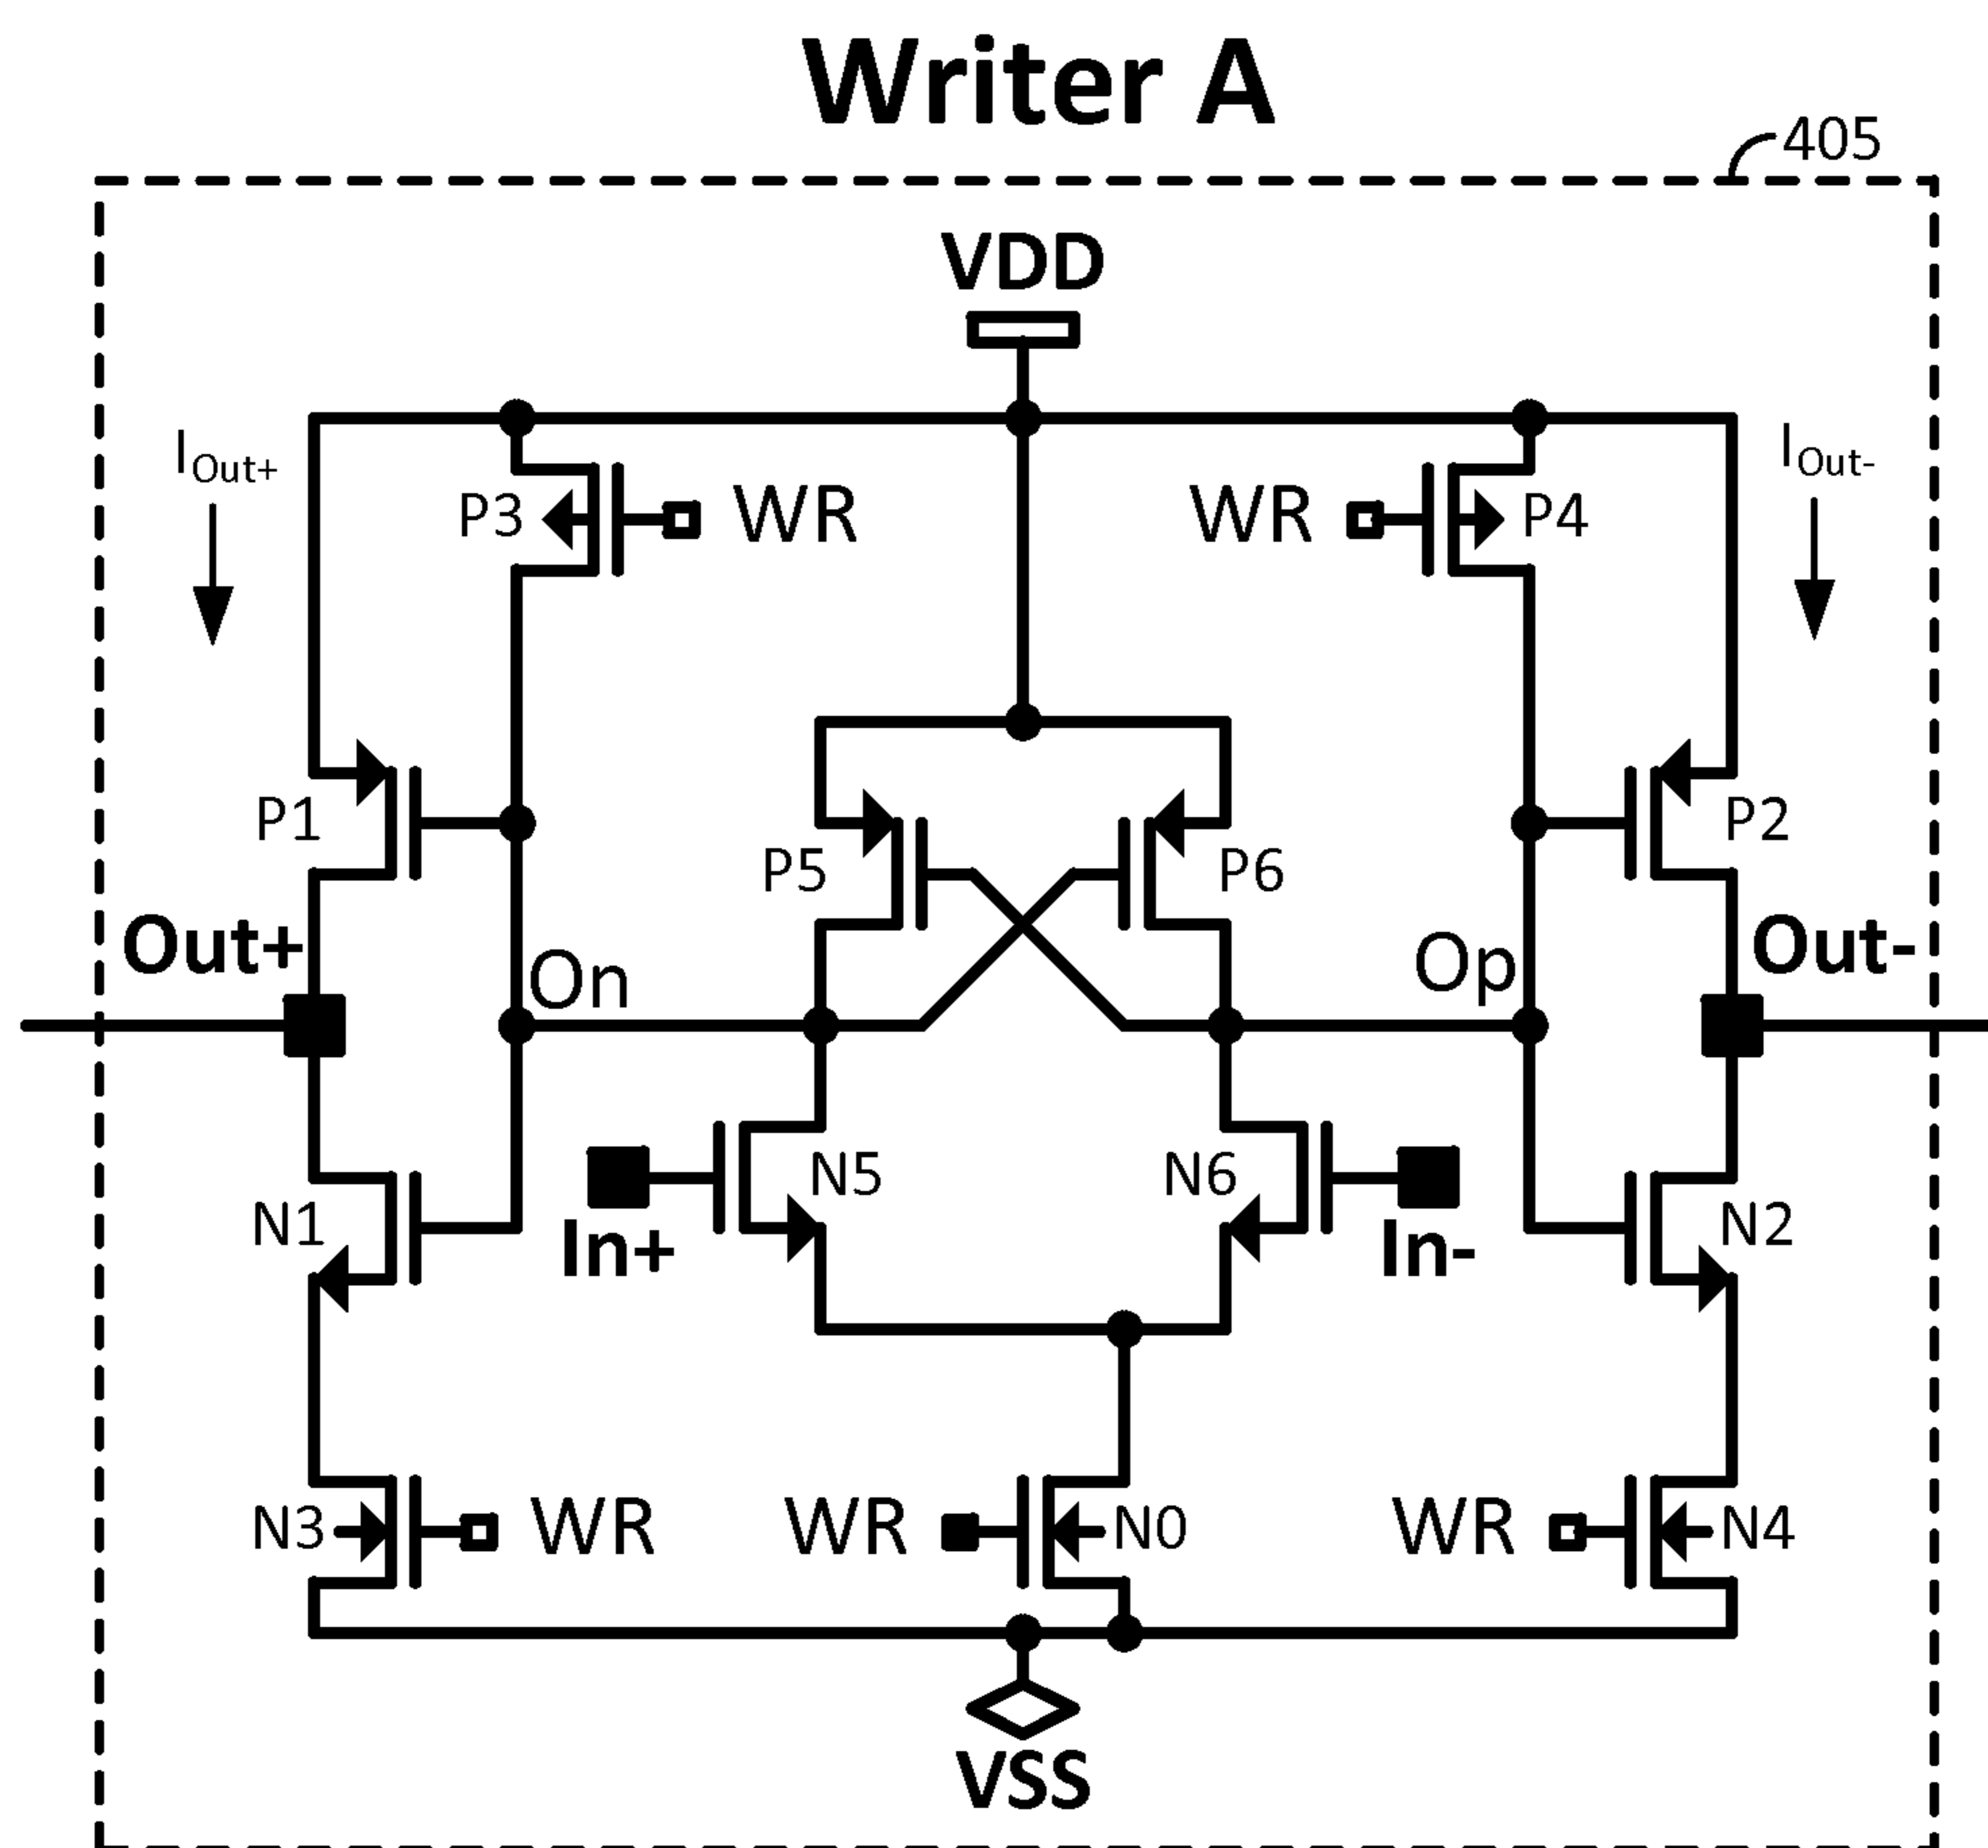 Writer A
405
VDD
IOut+
IOut-
P3
WR
WR
P4
P1
P2
P5
P6
Out+
On
Op
Out-
N5
N6
N1
In+
In-
N2
N3
WR
WR
N0
WR
N4
VSS